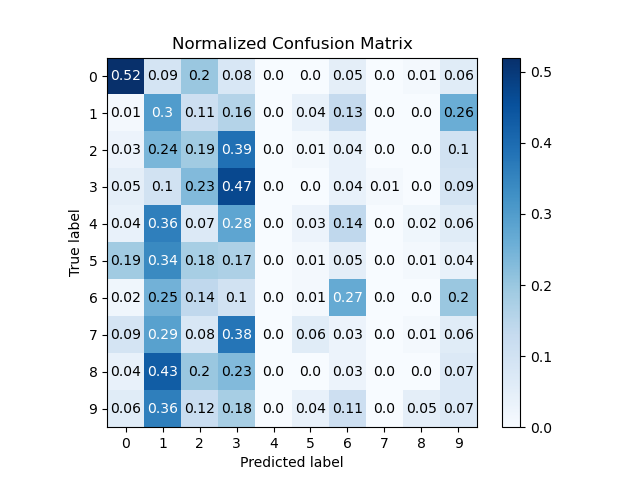 Normalized Confusion Matrix
0 0.52 0.09 0.2 0.08 0.0 0.0 0.05 0.0 0.01 0.06
1 0.01 0.3 0.11 0.16 0.0 0.04 0.13 0.0 0.0 0.26
2 0.03 0.24 0.19 0.39 0.0 0.01 0.04 0.0 0.0 0.1
3 0.05 0.1 0.23 0.47 0.0 0.0 0.04 0.01 0.0 0.09
4 0.04 0.36 0.07 0.28 0.0 0.03 0.14 0.0 0.02 0.06
5 0.19 0.34 0.18 0.17 0.0 0.01 0.05 0.0 0.01 0.04
6 0.02 0.25 0.14 0.1 0.0 0.01 0.27 0.0 0.0 0.2
7 0.09 0.29 0.08 0.38 0.0 0.06 0.03 0.0 0.01 0.06
8 0.04 0.43 0.2 0.23 0.0 0.0 0.03 0.0 0.0 0.07
9 0.06 0.36 0.12 0.18 0.0 0.04 0.11 0.0 0.05 0.07
0 1 2 3 4 5 6 7 8 9
Predicted label
True label
0.5
0.4
0.3
0.2
0.1
0.0